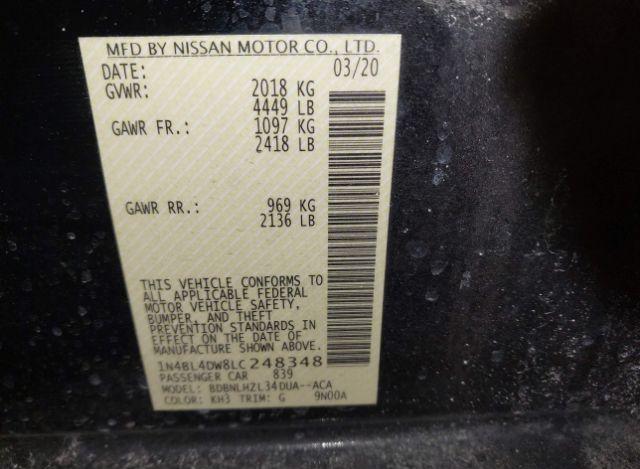 MFD BY NISSAN MOTOR CO., LTD.
DATE: 03/20
GVWR: 2018 KG
4449 LB
GAWR FR.: 1097 KG
2418 LB
GAWR RR.: 969 KG
2136 LB
THIS VEHICLE CONFORMS TO
ALL APPLICABLE FEDERAL
MOTOR VEHICLE SAFETY,
BUMPER, AND THEFT
PREVENTION STANDARDS IN
EFFECT ON THE DATE OF
MANUFACTURE SHOWN ABOVE.
1N4BL4DW8LC248348
PASSENGER CAR 839
MODEL: BDBNLHZL34DUA--ACA
COLOR: KH3 TRIM: G 9N00A